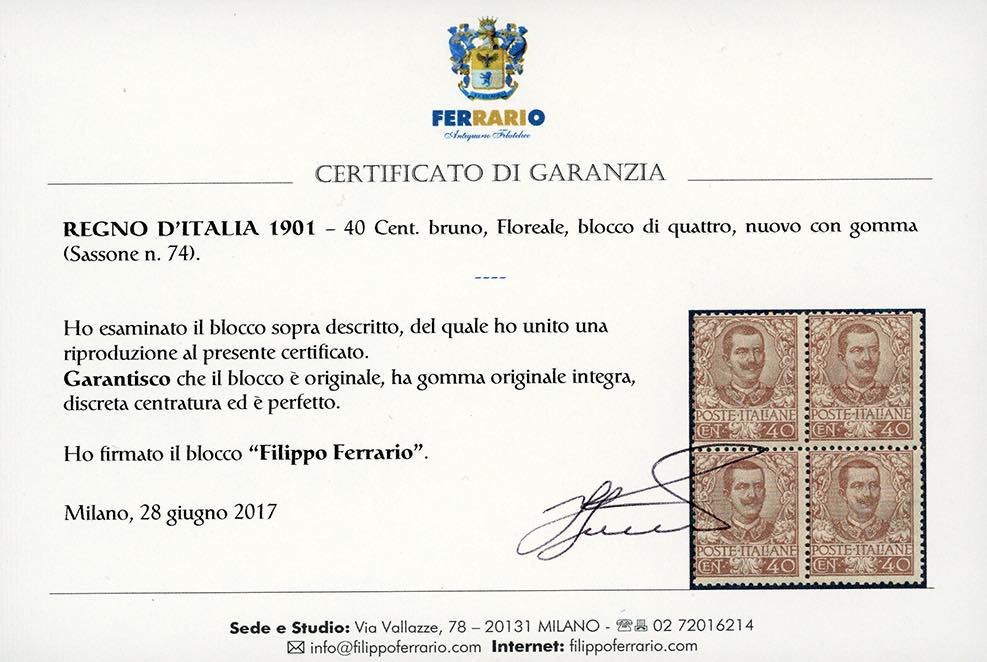 FERRARIO
Antiquario Filatelico
CERTIFICATO DI GARANZIA
REGNO D'ITALIA 1901 – 40 Cent. bruno, Floreale, blocco di quattro, nuovo con gomma
(Sassone n. 74).
----
Ho esaminato il blocco sopra descritto, del quale ho unito una
riproduzione al presente certificato.
Garantisco che il blocco è originale, ha gomma originale integra,
discreta centratura ed è perfetto.
Ho firmato il blocco “Filippo Ferrario”.
Milano, 28 giugno 2017
POSTE·ITALIANE POSTE·ITALIANE
CEN· 40 CEN· 40
POSTE·ITALIANE POSTE·ITALIANE
CEN· 40 CEN· 40
Sede e Studio: Via Vallazze, 78 – 20131 MILANO - ☏ 02 72016214
✉ info@filippoferrario.com Internet: filippoferrario.com